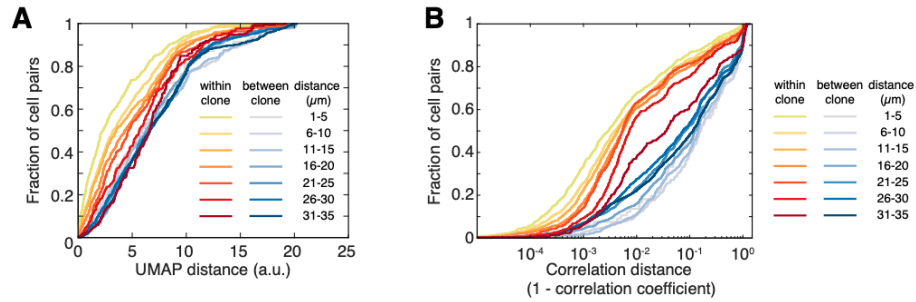 A
Fraction of cell pairs
1
0.8
0.6
0.4
0.2
0
0 5 10 15 20 25
UMAP distance (a.u.)
within clone
between clone
distance (µm)
1-5
6-10
11-15
16-20
21-25
26-30
31-35
B
Fraction of cell pairs
1
0.8
0.6
0.4
0.2
0
10⁻⁴ 10⁻³ 10⁻² 10⁻¹ 10⁰
Correlation distance
(1 - correlation coefficient)
within clone
between clone
distance (µm)
1-5
6-10
11-15
16-20
21-25
26-30
31-35